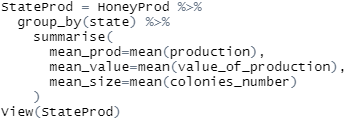 StateProd = HoneyProd %>%
  group_by(state) %>%
    summarise(
      mean_prod=mean(production),
      mean_value=mean(value_of_production),
      mean_size=mean(colonies_number)
    )
View(StateProd)